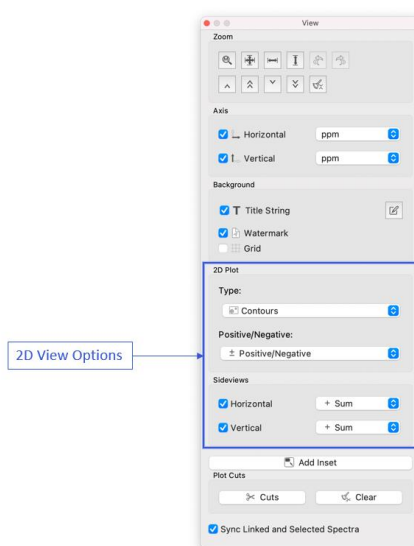 View
Zoom
Axis
Horizontal ppm
Vertical ppm
Background
T Title String
Watermark
Grid
2D Plot
Type:
Contours
Positive/Negative:
± Positive/Negative
2D View Options
Sideviews
Horizontal + Sum
Vertical + Sum
Add Inset
Plot Cuts
Cuts Clear
Sync Linked and Selected Spectra